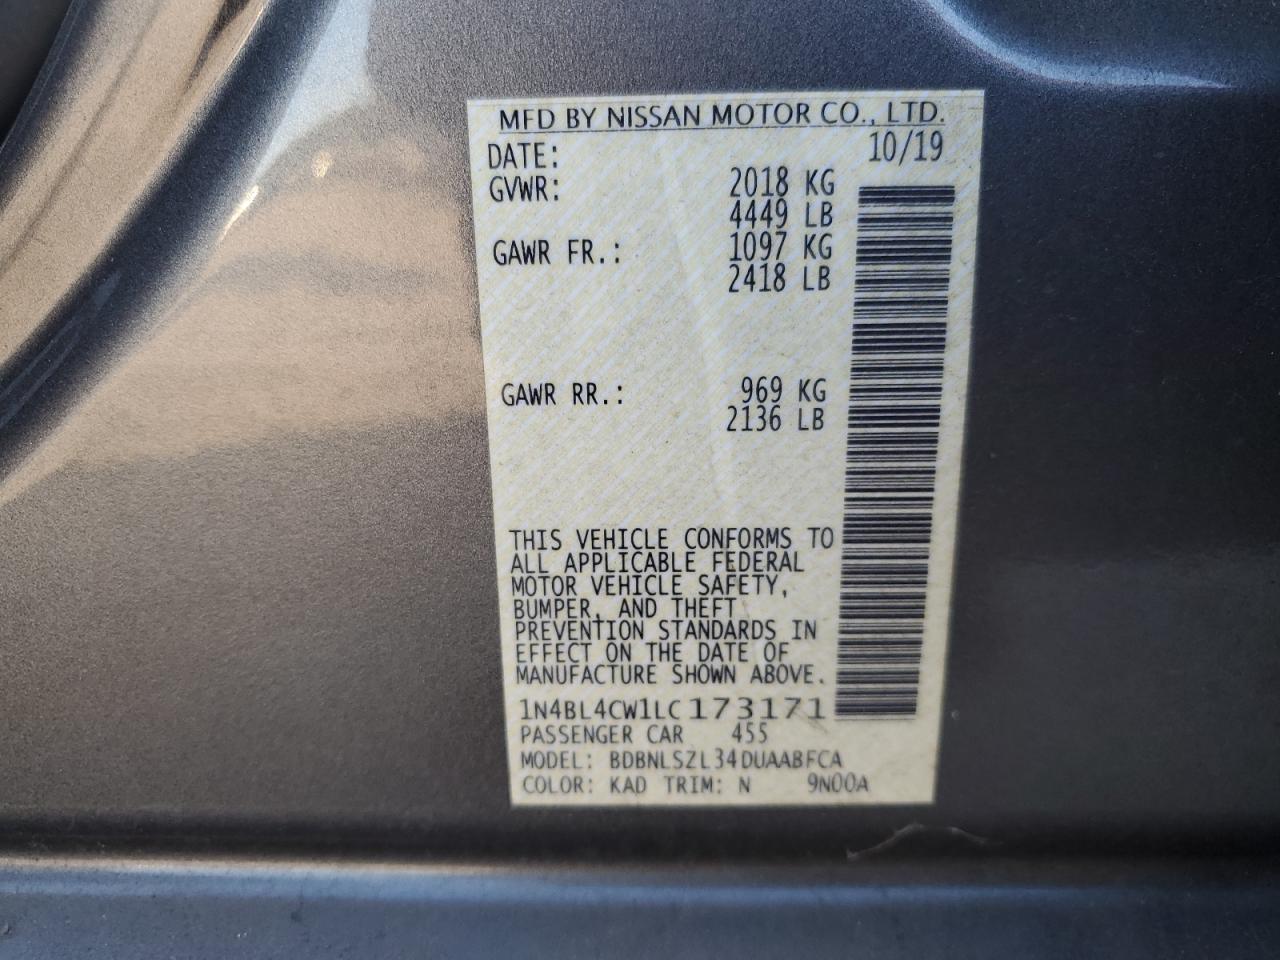 MFD BY NISSAN MOTOR CO., LTD.
DATE: 10/19
GVWR: 2018 KG
4449 LB
GAWR FR.: 1097 KG
2418 LB
GAWR RR.: 969 KG
2136 LB
THIS VEHICLE CONFORMS TO
ALL APPLICABLE FEDERAL
MOTOR VEHICLE SAFETY,
BUMPER, AND THEFT
PREVENTION STANDARDS IN
EFFECT ON THE DATE OF
MANUFACTURE SHOWN ABOVE.
1N4BL4CW1LC173171
PASSENGER CAR 455
MODEL: BDBNLSZL34DUAABFCA
COLOR: KAD TRIM: N 9N00A